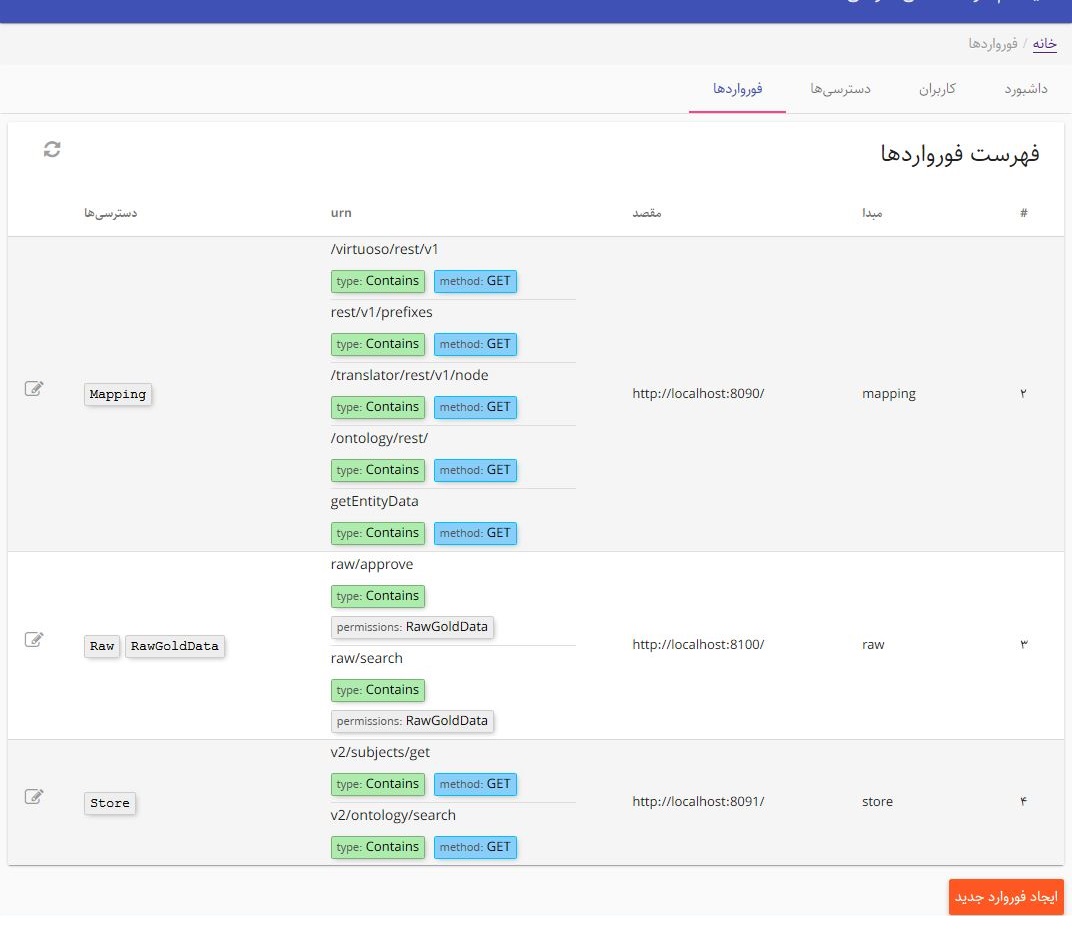 خانه / فورواردها
داشبورد
کاربران
دسترسی‌ها
فورواردها
فهرست فورواردها
# مبدا مقصد urn دسترسی‌ها
۲ mapping http://localhost:8090/
/virtuoso/rest/v1
type: Contains method: GET
rest/v1/prefixes
type: Contains method: GET
/translator/rest/v1/node
type: Contains method: GET
/ontology/rest/
type: Contains method: GET
getEntityData
type: Contains method: GET
Mapping
۳ raw http://localhost:8100/
raw/approve
type: Contains
permissions: RawGoldData
raw/search
type: Contains
permissions: RawGoldData
Raw RawGoldData
۴ store http://localhost:8091/
v2/subjects/get
type: Contains method: GET
v2/ontology/search
type: Contains method: GET
Store
ایجاد فوروارد جدید